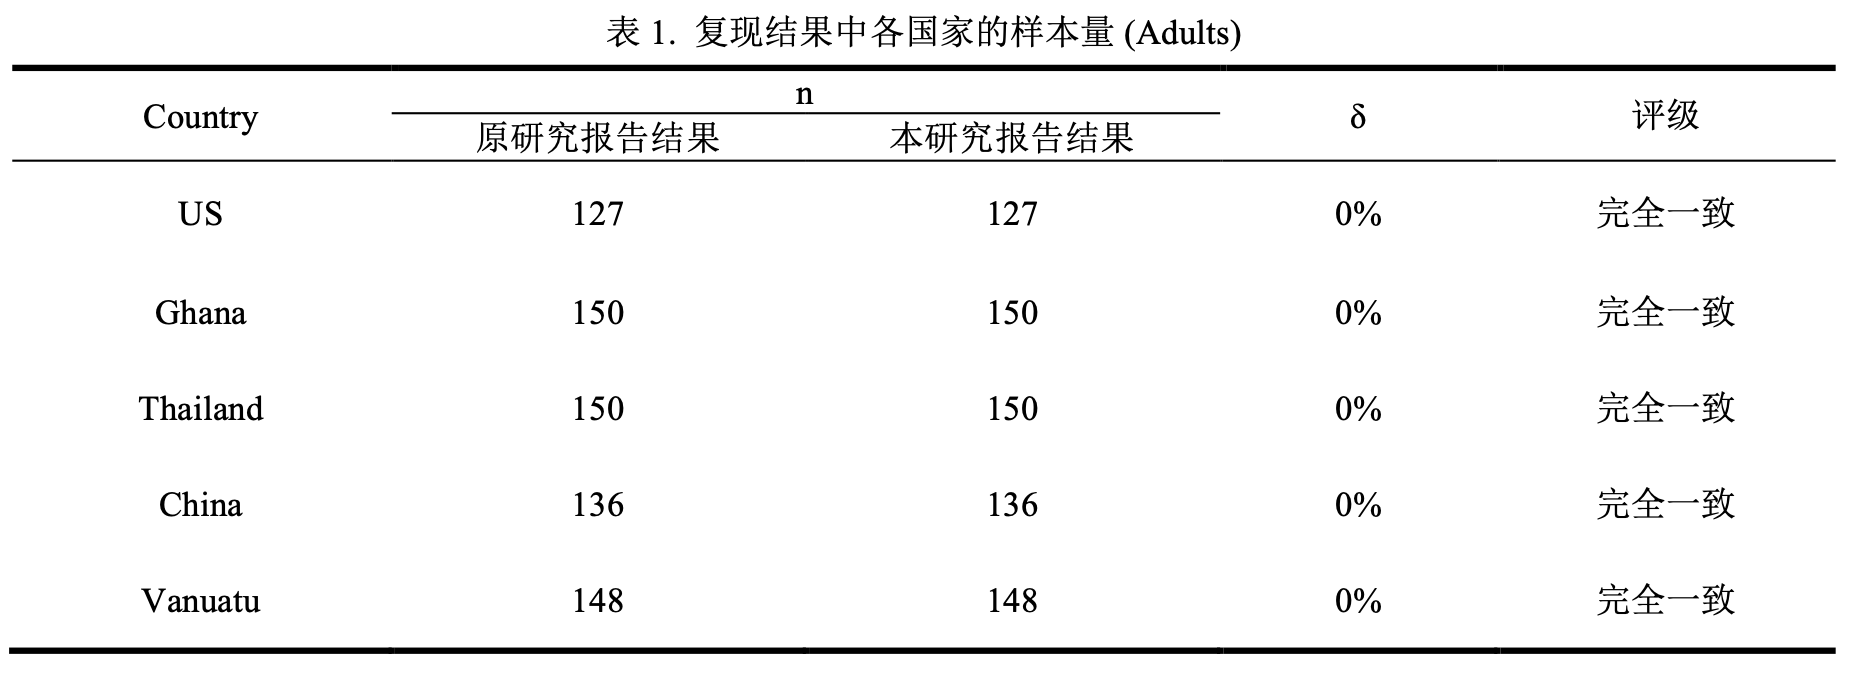 表 1. 复现结果中各国家的样本量 (Adults)
Country n δ 评级
原研究报告结果 本研究报告结果
US 127 127 0% 完全一致
Ghana 150 150 0% 完全一致
Thailand 150 150 0% 完全一致
China 136 136 0% 完全一致
Vanuatu 148 148 0% 完全一致